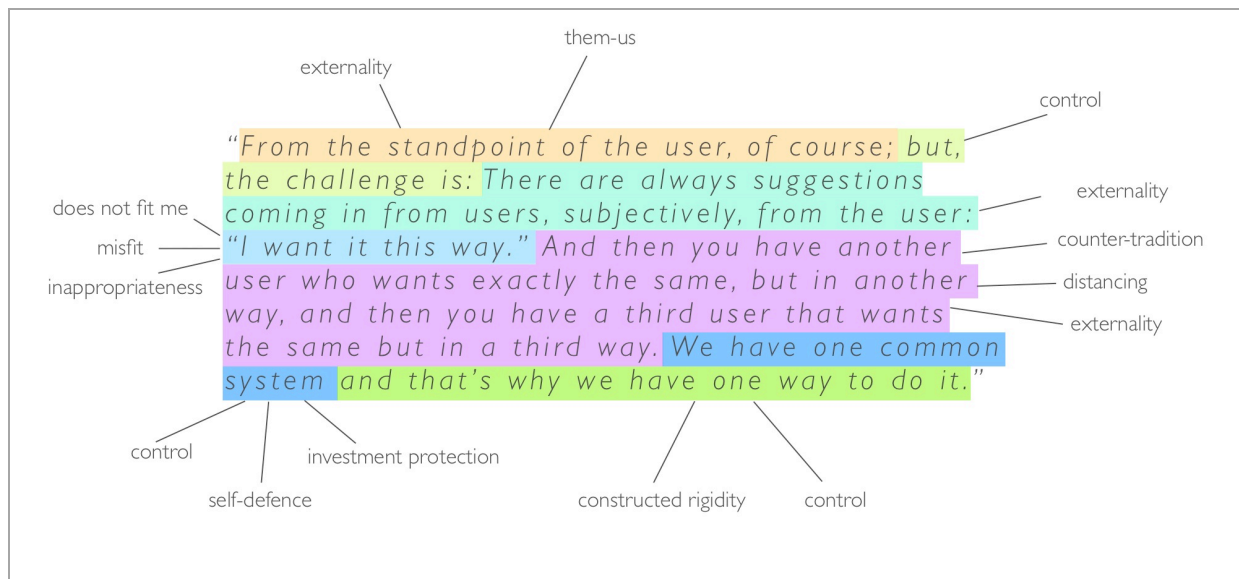 them-us
externality
control
“From the standpoint of the user, of course; but,
the challenge is: There are always suggestions
coming in from users, subjectively, from the user:
“I want it this way.” And then you have another
user who wants exactly the same, but in another
way, and then you have a third user that wants
the same but in a third way. We have one common
system and that’s why we have one way to do it.”
does not fit me
misfit
inappropriateness
externality
counter-tradition
distancing
externality
control
self-defence
investment protection
constructed rigidity
control